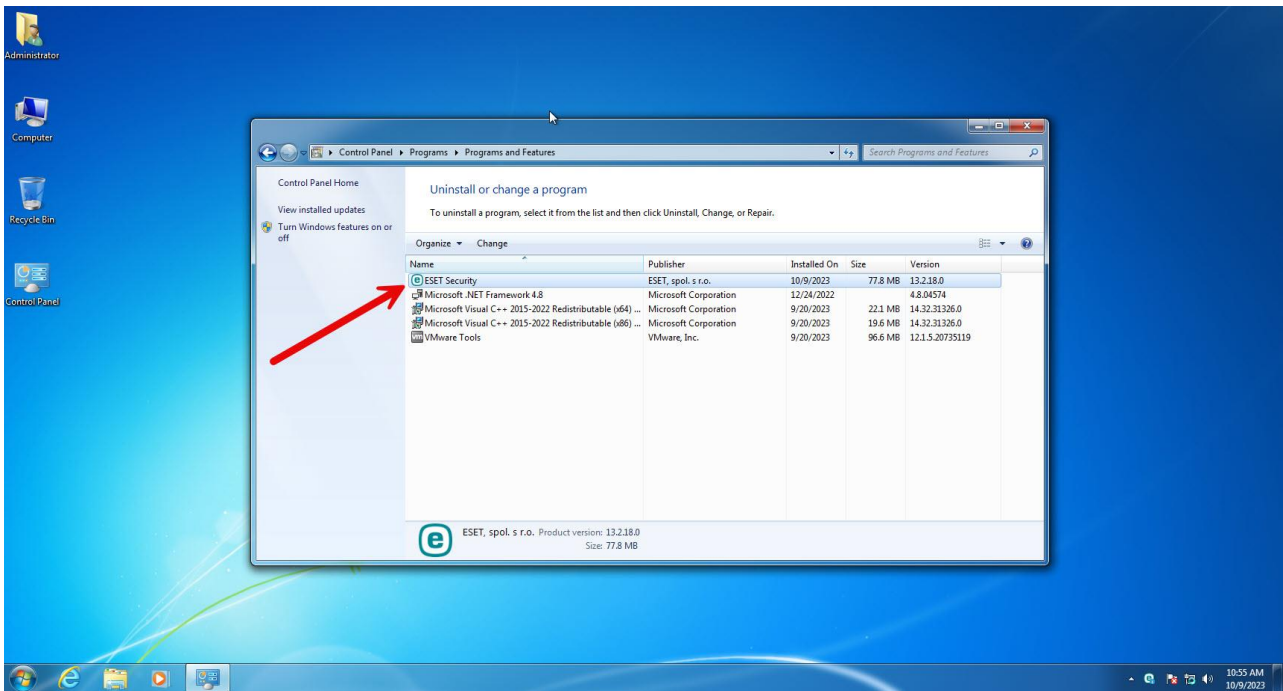 Administrator
Computer
Recycle Bin
Control Panel
Control Panel ▸ Programs ▸ Programs and Features
Search Programs and Features
Control Panel Home
View installed updates
Turn Windows features on or
off
Uninstall or change a program
To uninstall a program, select it from the list and then click Uninstall, Change, or Repair.
Organize Change
Name Publisher Installed On Size Version
ESET Security ESET, spol. s r.o. 10/9/2023 77.8 MB 13.2.18.0
Microsoft .NET Framework 4.8 Microsoft Corporation 12/24/2022 4.8.04574
Microsoft Visual C++ 2015-2022 Redistributable (x64) ... Microsoft Corporation 9/20/2023 22.1 MB 14.32.31326.0
Microsoft Visual C++ 2015-2022 Redistributable (x86) ... Microsoft Corporation 9/20/2023 19.6 MB 14.32.31326.0
vm VMware Tools VMware, Inc. 9/20/2023 96.6 MB 12.1.5.20735119
e ESET, spol. s r.o. Product version: 13.2.18.0
Size: 77.8 MB
10:55 AM
10/9/2023